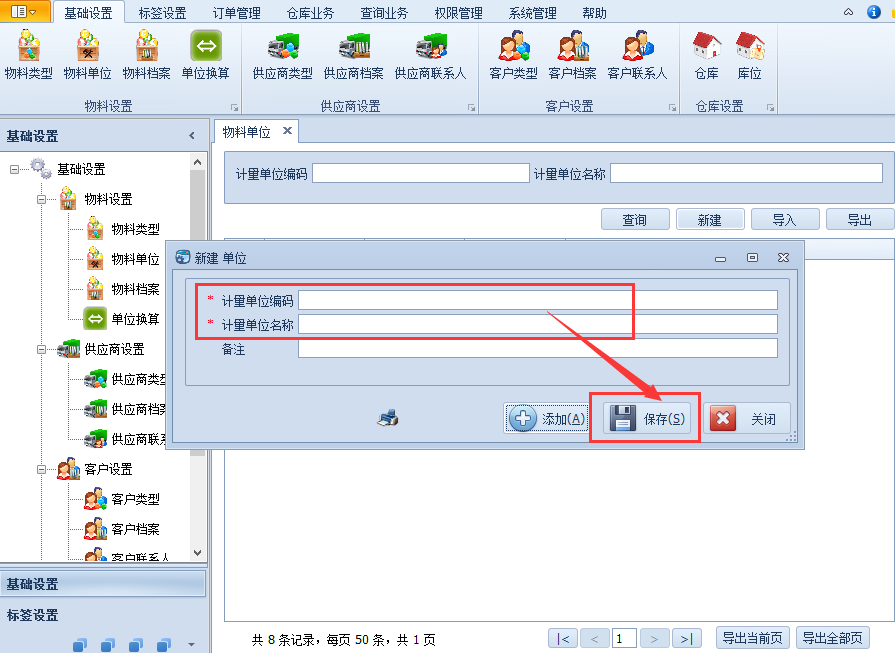 基础设置 标签设置 订单管理 仓库业务 查询业务 权限管理 系统管理 帮助
物料类型 物料单位 物料档案 单位换算 供应商类型 供应商档案 供应商联系人 客户类型 客户档案 客户联系人 仓库 库位
物料设置 供应商设置 客户设置 仓库设置
基础设置
物料单位
基础设置
物料设置
物料类型
物料单位
物料档案
单位换算
供应商设置
供应商类型
供应商档
供应商联系
客户设置
客户类型
客户档案
客户联系人
基础设置
标签设置
计量单位编码 计量单位名称
查询 新建 导入 导出
新建 单位
* 计量单位编码
* 计量单位名称
备注
添加(A) 保存(S) 关闭
共 8 条记录，每页 50 条，共 1 页
|< < 1 > >| 导出当前页 导出全部页